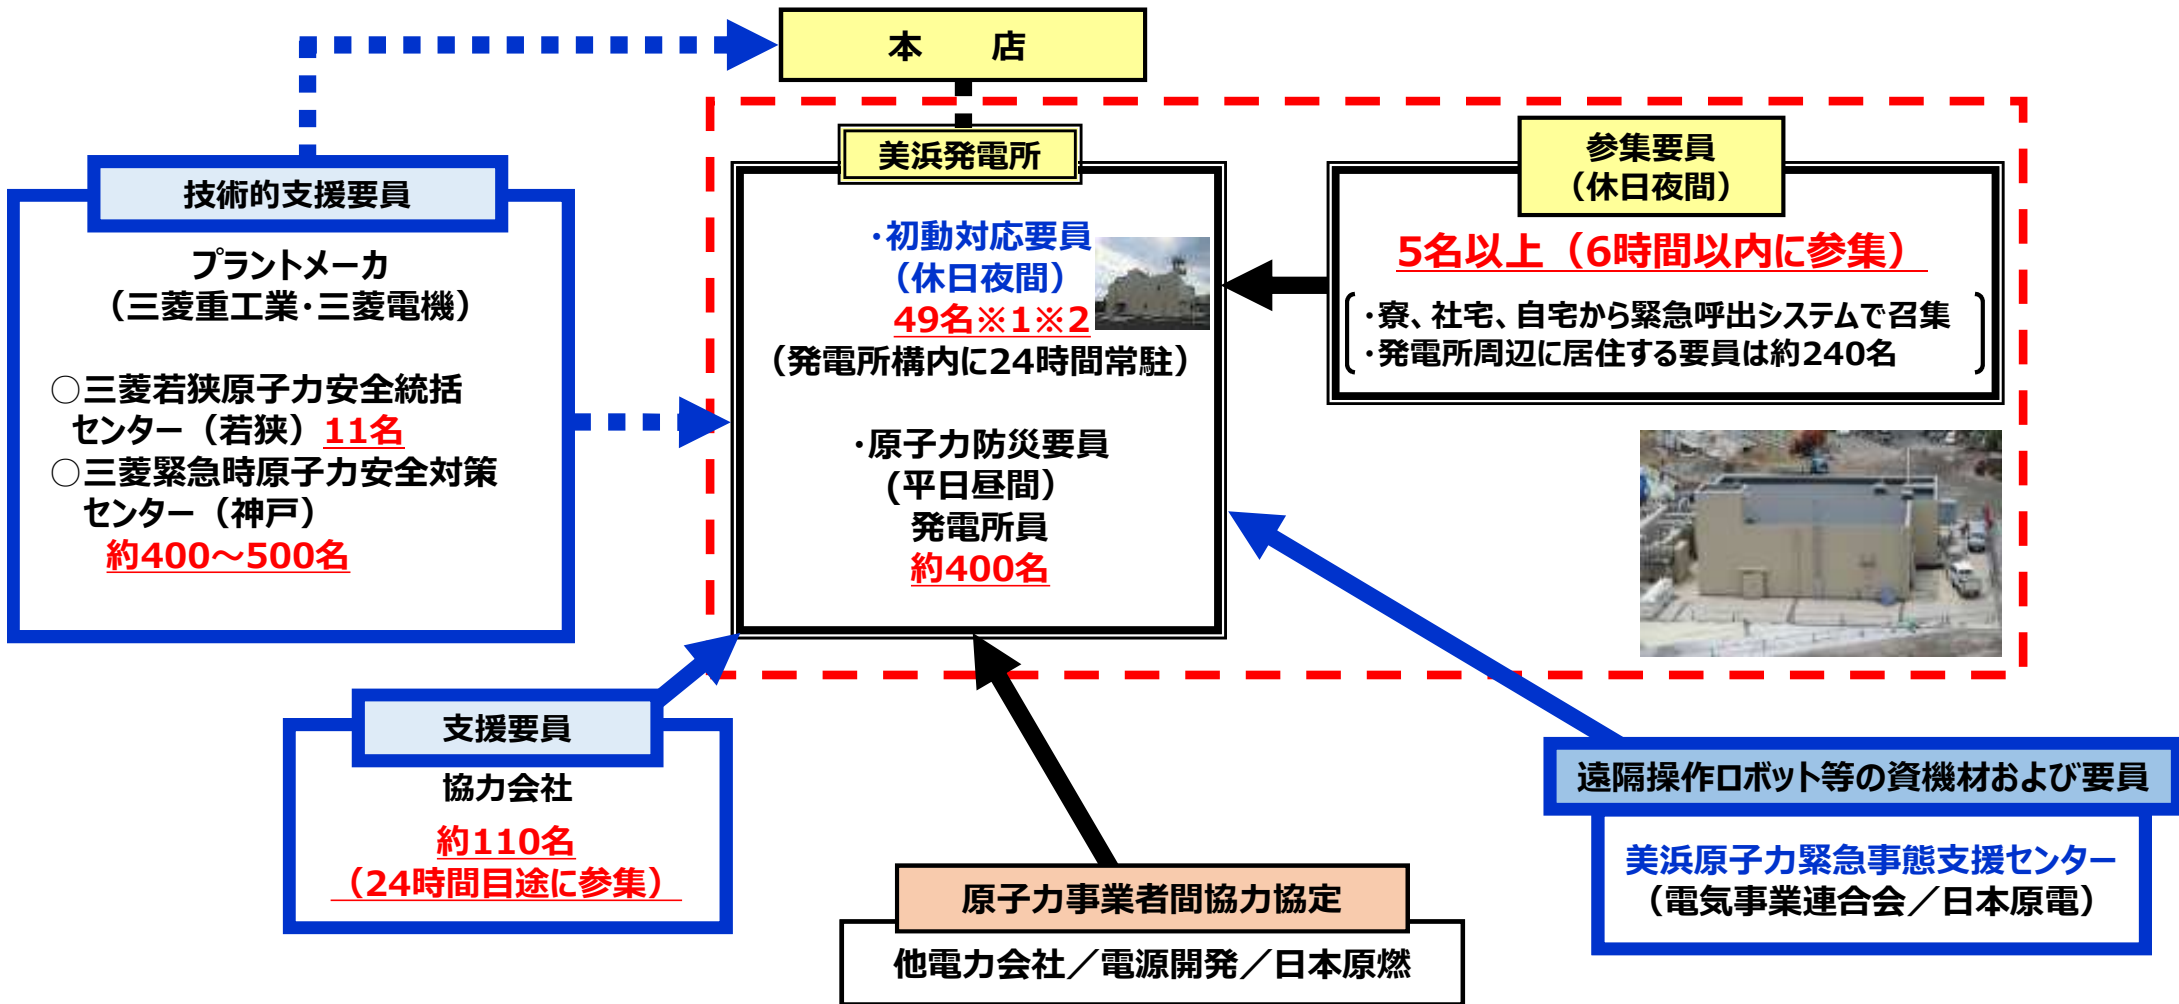 本　店
美浜発電所
・初動対応要員
（休日夜間）
49名※1※2
（発電所構内に24時間常駐）
・原子力防災要員
(平日昼間）
発電所員
約400名
参集要員
（休日夜間）
5名以上（6時間以内に参集）
・寮、社宅、自宅から緊急呼出システムで召集
・発電所周辺に居住する要員は約240名
技術的支援要員
プラントメーカ
（三菱重工業・三菱電機）
○三菱若狭原子力安全統括
センター（若狭）11名
○三菱緊急時原子力安全対策
センター（神戸）
約400～500名
支援要員
協力会社
約110名
（24時間目途に参集）
原子力事業者間協力協定
他電力会社／電源開発／日本原燃
遠隔操作ロボット等の資機材および要員
美浜原子力緊急事態支援センター
（電気事業連合会／日本原電）